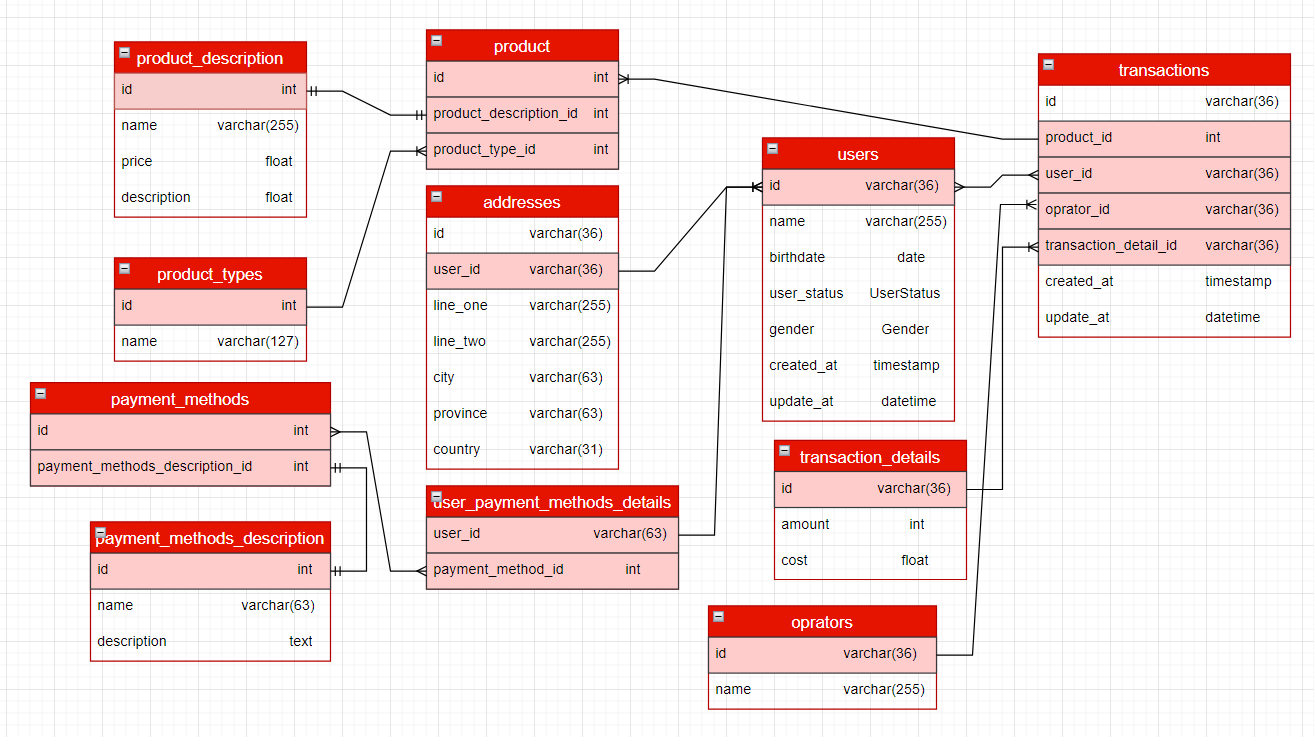 product_description
id int
name varchar(255)
price float
description float
product_types
id int
name varchar(127)
payment_methods
id int
payment_methods_description_id int
payment_methods_description
id int
name varchar(63)
description text
product
id int
product_description_id int
product_type_id int
addresses
id varchar(36)
user_id varchar(36)
line_one varchar(255)
line_two varchar(255)
city varchar(63)
province varchar(63)
country varchar(31)
user_payment_methods_details
user_id varchar(63)
payment_method_id int
users
id varchar(36)
name varchar(255)
birthdate date
user_status UserStatus
gender Gender
created_at timestamp
update_at datetime
transaction_details
id varchar(36)
amount int
cost float
oprators
id varchar(36)
name varchar(255)
transactions
id varchar(36)
product_id int
user_id varchar(36)
oprator_id varchar(36)
transaction_detail_id varchar(36)
created_at timestamp
update_at datetime